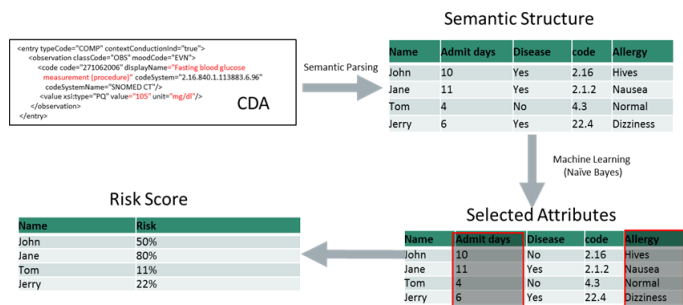 Semantic Structure
<entry typeCode="COMP" contextConductionInd="true">
<observation classCode="OBS" moodCode="EVN">
<code code="271062006" displayName="Fasting blood glucose
measurement (procedure)" codeSystem="2.16.840.1.113883.6.96"
codeSystemName="SNOMED CT"/>
<value xsi:type="PQ" value="105" unit="mg/dl"/>
</observation>
</entry>
CDA
Semantic Parsing
Name Admit days Disease code Allergy
John 10 Yes 2.16 Hives
Jane 11 Yes 2.1.2 Nausea
Tom 4 No 4.3 Normal
Jerry 6 Yes 22.4 Dizziness
Machine Learning
(Naïve Bayes)
Risk Score
Name Risk
John 50%
Jane 80%
Tom 11%
Jerry 22%
Selected Attributes
Name Admit days Disease code Allergy
John 10 No 2.16 Hives
Jane 11 Yes 2.1.2 Nausea
Tom 4 No 4.3 Normal
Jerry 6 Yes 22.4 Dizziness